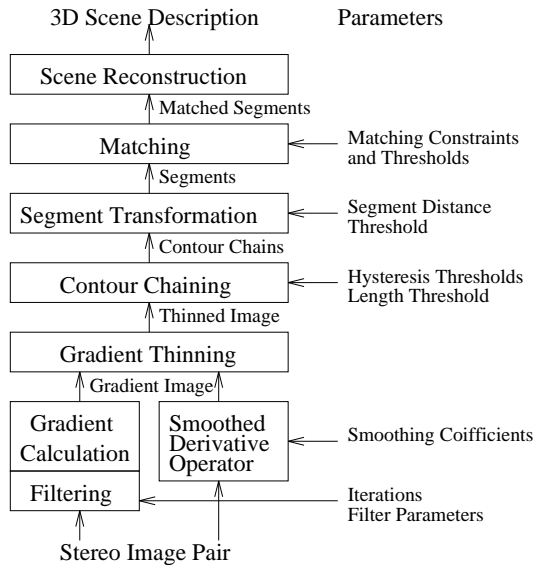 3D Scene Description
Parameters
Scene Reconstruction
Matched Segments
Matching
Matching Constraints
and Thresholds
Segments
Segment Transformation
Segment Distance
Threshold
Contour Chains
Contour Chaining
Hysteresis Thresholds
Length Threshold
Thinned Image
Gradient Thinning
Gradient Image
Gradient
Calculation
Smoothed
Derivative
Operator
Smoothing Coifficients
Filtering
Iterations
Filter Parameters
Stereo Image Pair